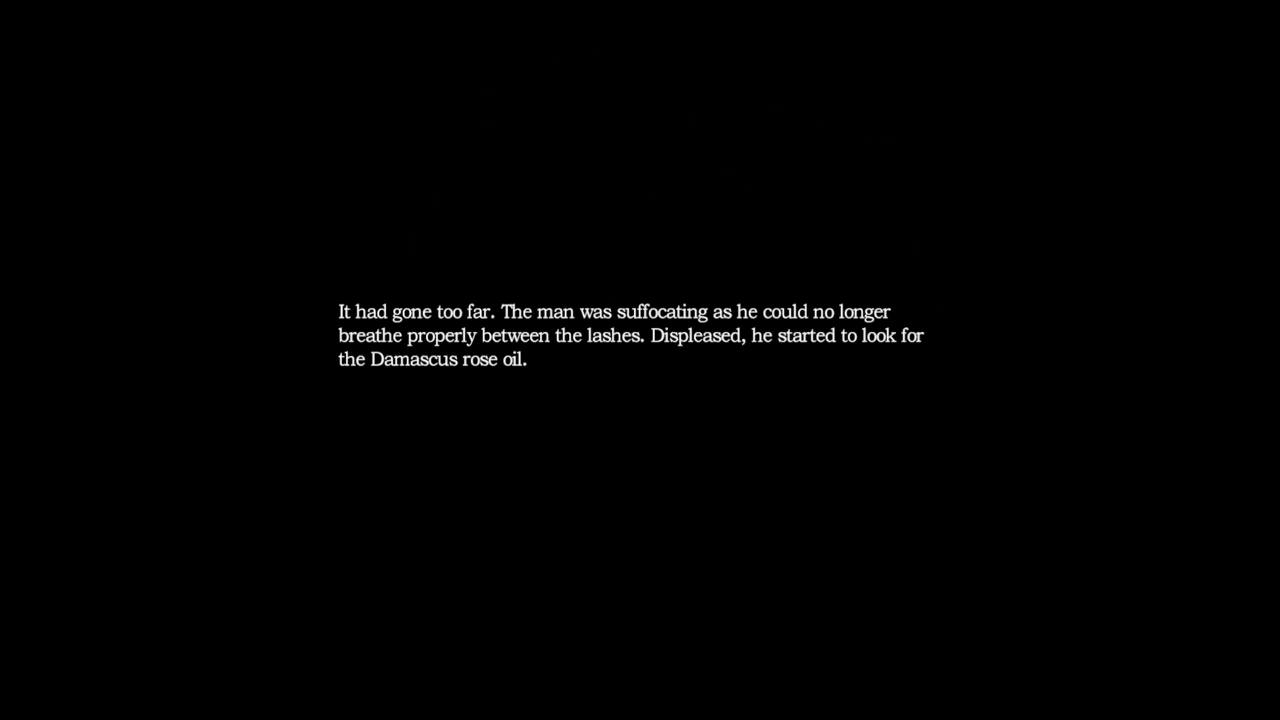 It had gone too far. The man was suffocating as he could no longer
breathe properly between the lashes. Displeased, he started to look for
the Damascus rose oil.